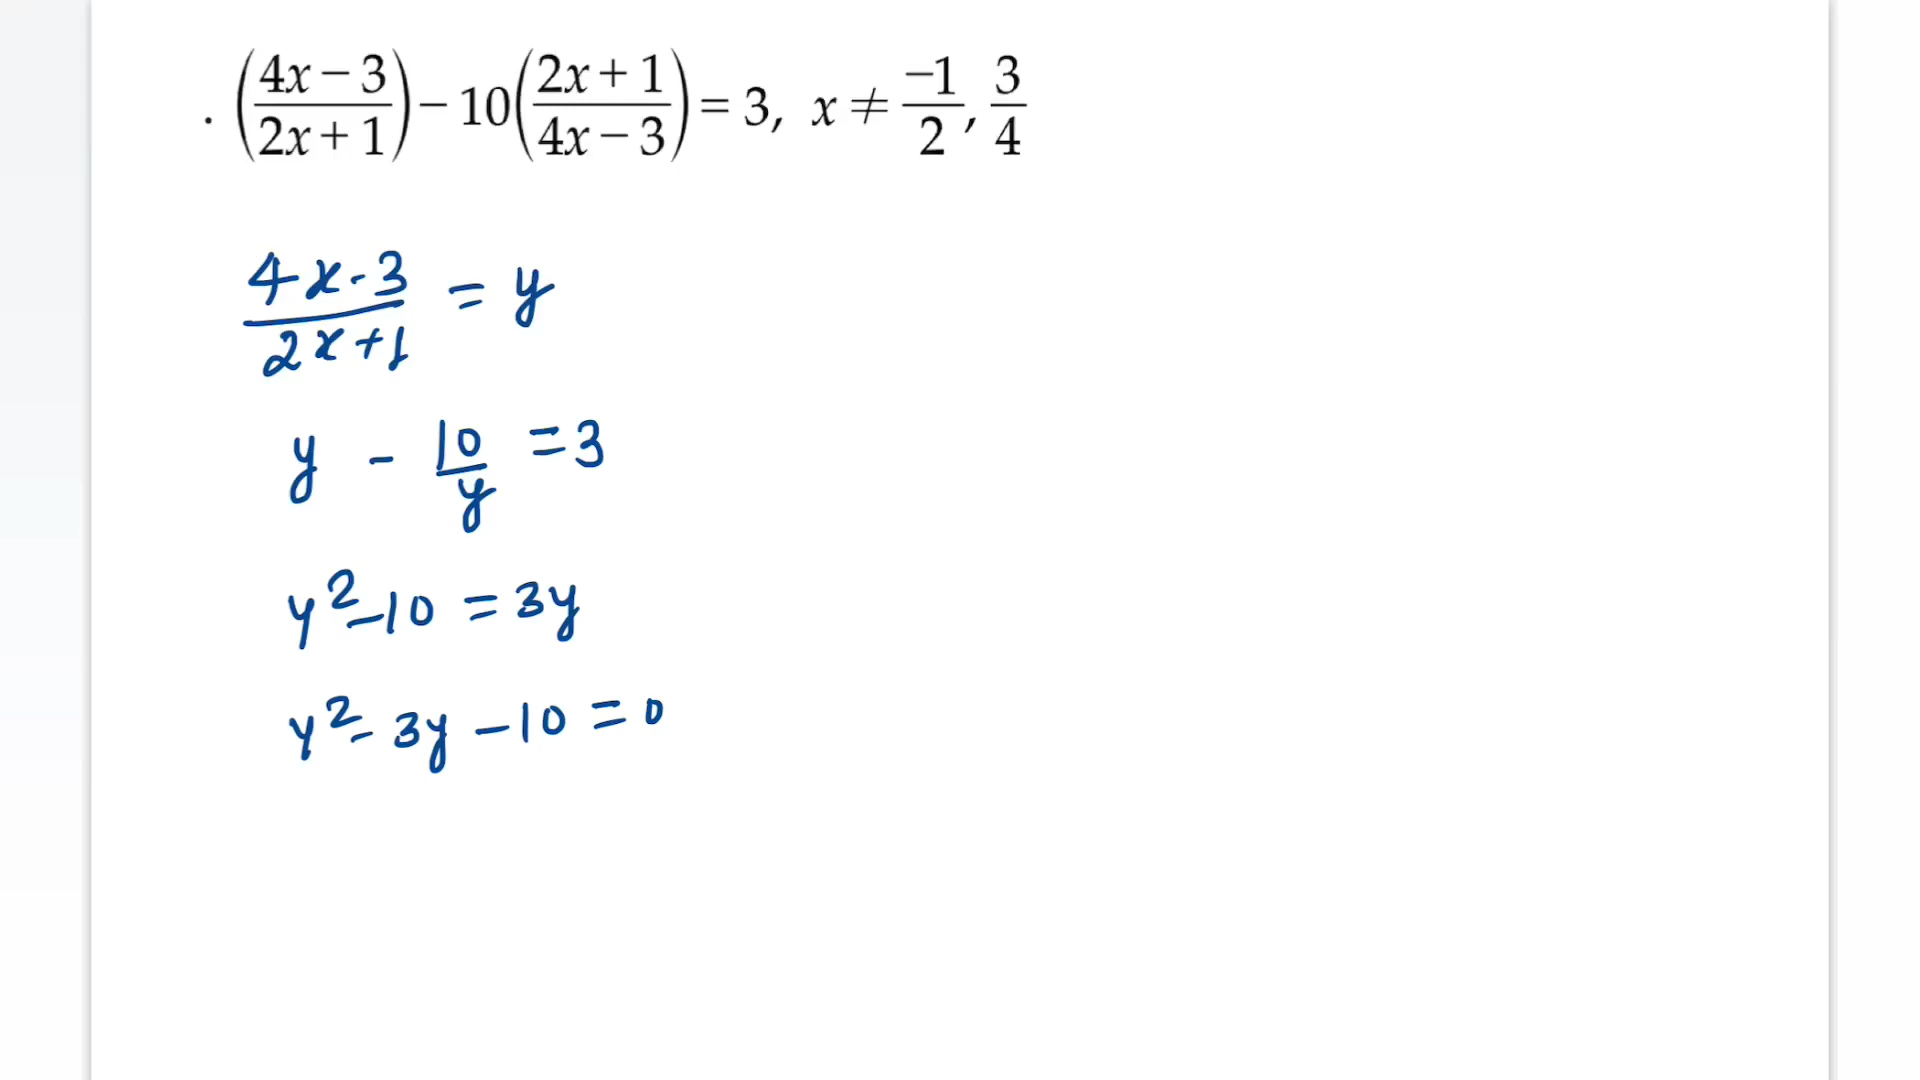 . ((4x − 3)/(2x + 1)) − 10((2x + 1)/(4x − 3)) = 3, x ≠ −1/2, 3/4
(4x - 3)/(2x + 1) = y
y - 10/y = 3
y² - 10 = 3y
y² - 3y - 10 = 0